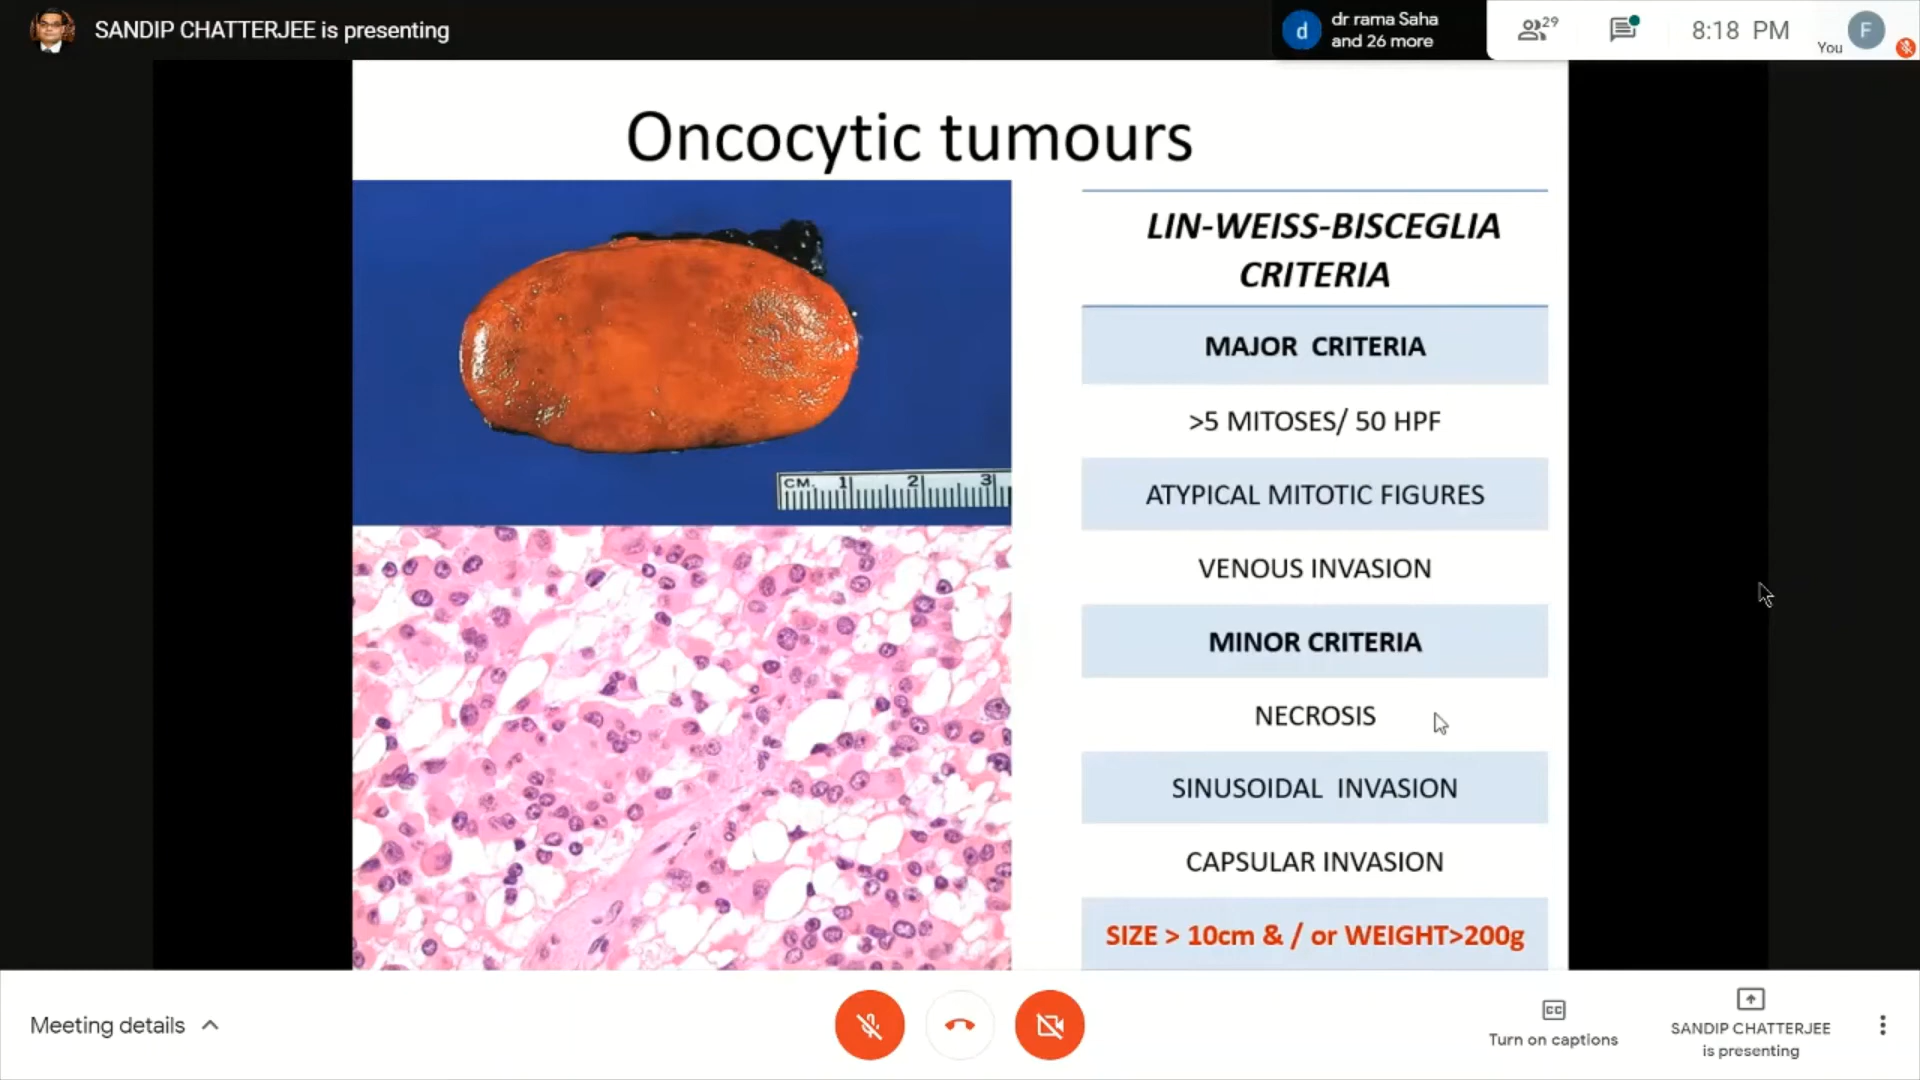 SANDIP CHATTERJEE is presenting
d
dr rama Saha
and 26 more
29
8:18 PM
You
F
Oncocytic tumours
CM. 1 2 3
LIN-WEISS-BISCEGLIA
CRITERIA
MAJOR CRITERIA
>5 MITOSES/ 50 HPF
ATYPICAL MITOTIC FIGURES
VENOUS INVASION
MINOR CRITERIA
NECROSIS
SINUSOIDAL INVASION
CAPSULAR INVASION
SIZE > 10cm & / or WEIGHT>200g
Meeting details
CC
Turn on captions
SANDIP CHATTERJEE
is presenting